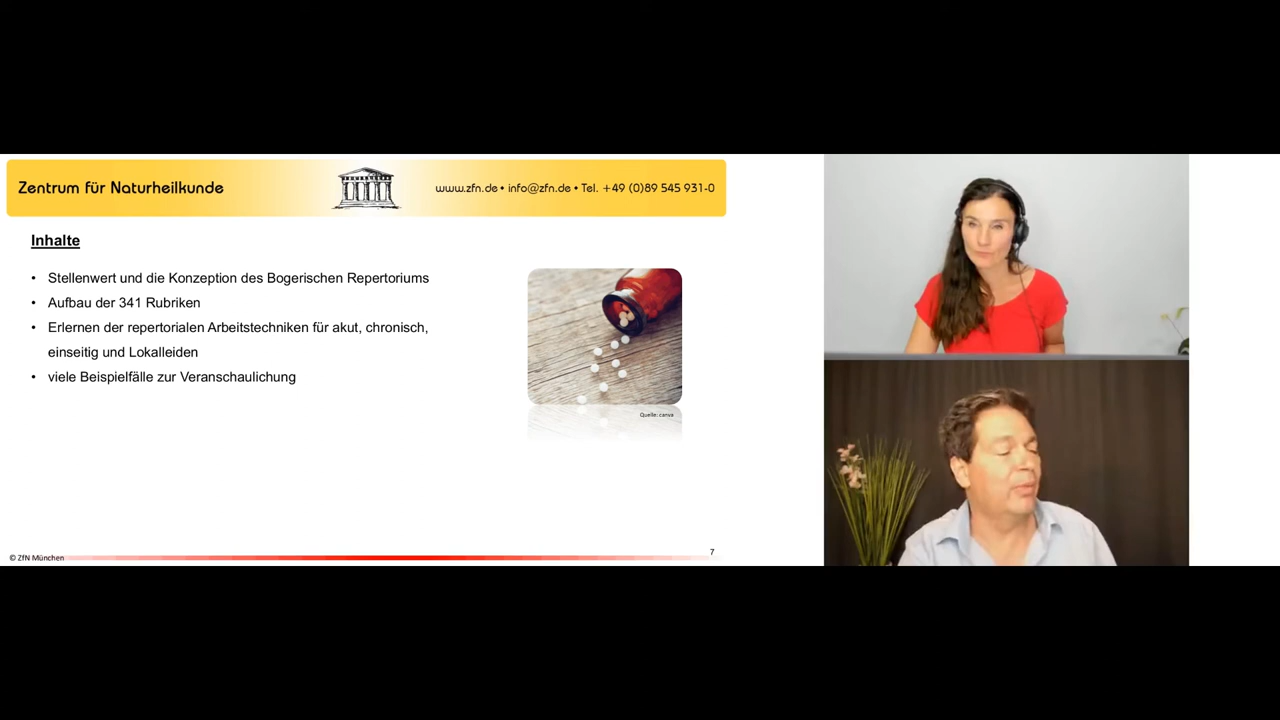 Zentrum für Naturheilkunde
www.zfn.de • info@zfn.de • Tel. +49 (0)89 545 931-0
Inhalte
• Stellenwert und die Konzeption des Bogerischen Repertoriums
• Aufbau der 341 Rubriken
• Erlernen der repertorialen Arbeitstechniken für akut, chronisch,
einseitig und Lokalleiden
• viele Beispielfälle zur Veranschaulichung
Quelle: canva
© ZfN München
7